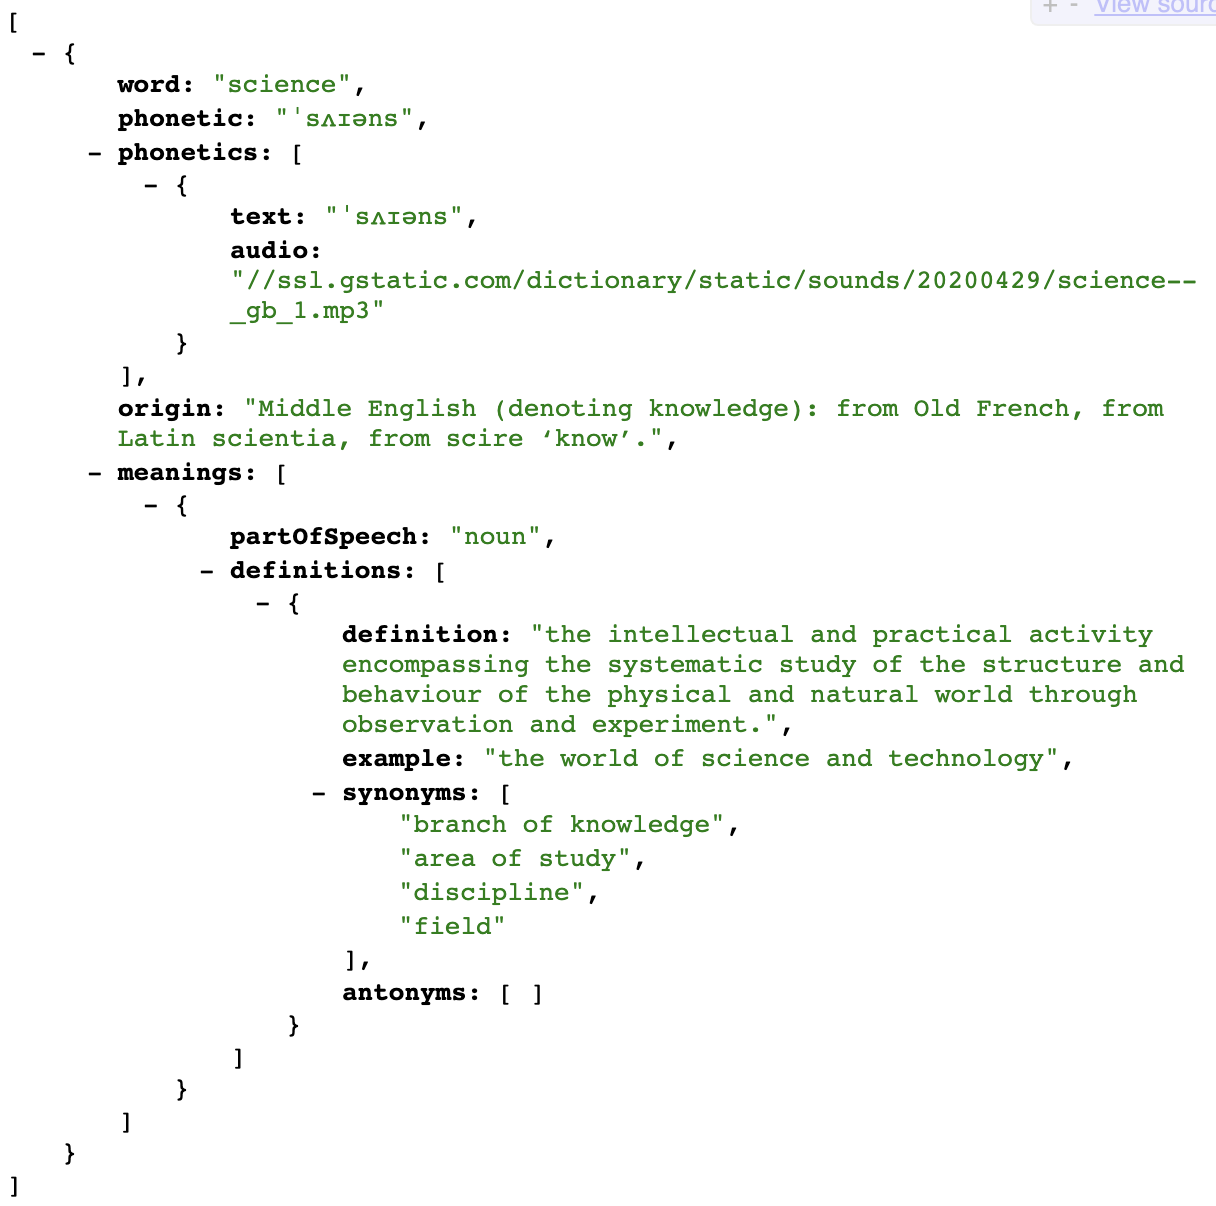 + - View sourc
[
- {
word: "science",
phonetic: "ˈsʌɪəns",
- phonetics: [
- {
text: "ˈsʌɪəns",
audio:
"//ssl.gstatic.com/dictionary/static/sounds/20200429/science--
_gb_1.mp3"
}
],
origin: "Middle English (denoting knowledge): from Old French, from
Latin scientia, from scire ‘know’.",
- meanings: [
- {
partOfSpeech: "noun",
- definitions: [
- {
definition: "the intellectual and practical activity
encompassing the systematic study of the structure and
behaviour of the physical and natural world through
observation and experiment.",
example: "the world of science and technology",
- synonyms: [
"branch of knowledge",
"area of study",
"discipline",
"field"
],
antonyms: [ ]
}
]
}
]
}
]